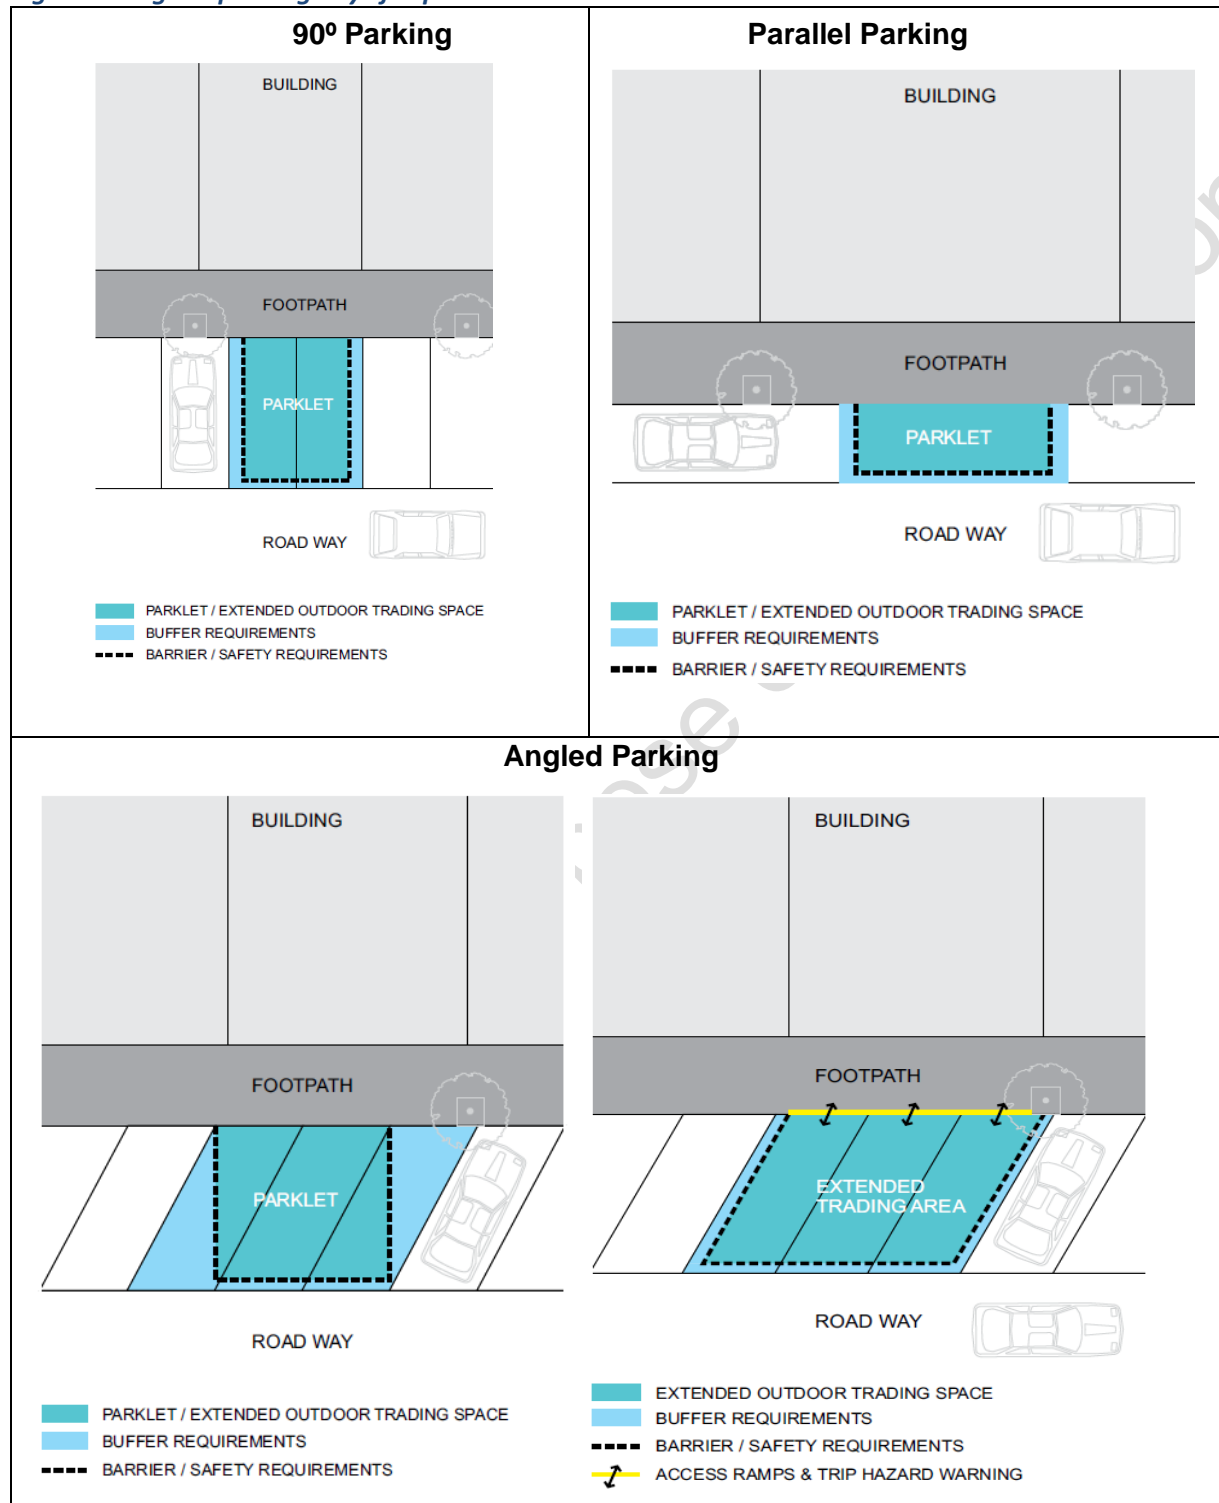 90º Parking
BUILDING
FOOTPATH
PARKLET
ROAD WAY
PARKLET / EXTENDED OUTDOOR TRADING SPACE
BUFFER REQUIREMENTS
BARRIER / SAFETY REQUIREMENTS
Parallel Parking
BUILDING
FOOTPATH
PARKLET
ROAD WAY
PARKLET / EXTENDED OUTDOOR TRADING SPACE
BUFFER REQUIREMENTS
BARRIER / SAFETY REQUIREMENTS
Angled Parking
BUILDING
FOOTPATH
PARKLET
ROAD WAY
PARKLET / EXTENDED OUTDOOR TRADING SPACE
BUFFER REQUIREMENTS
BARRIER / SAFETY REQUIREMENTS
BUILDING
FOOTPATH
EXTENDED
TRADING AREA
ROAD WAY
EXTENDED OUTDOOR TRADING SPACE
BUFFER REQUIREMENTS
BARRIER / SAFETY REQUIREMENTS
ACCESS RAMPS & TRIP HAZARD WARNING